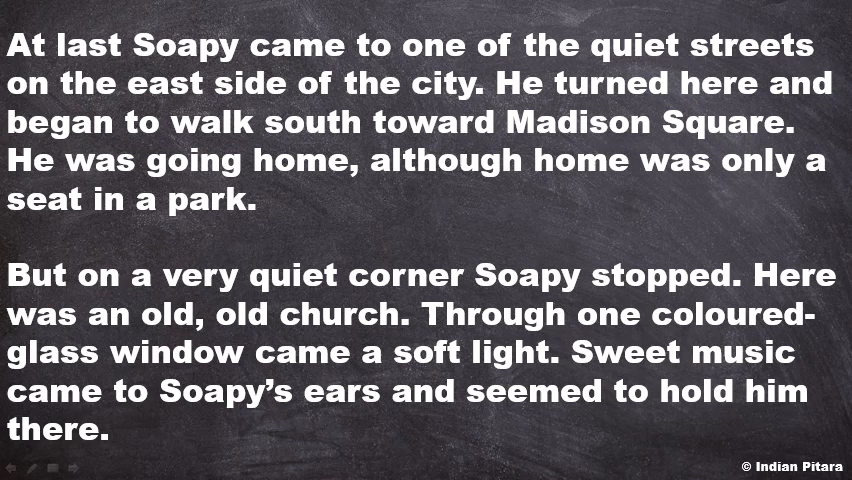 At last Soapy came to one of the quiet streets
on the east side of the city. He turned here and
began to walk south toward Madison Square.
He was going home, although home was only a
seat in a park.
But on a very quiet corner Soapy stopped. Here
was an old, old church. Through one coloured-
glass window came a soft light. Sweet music
came to Soapy’s ears and seemed to hold him
there.
© Indian Pitara